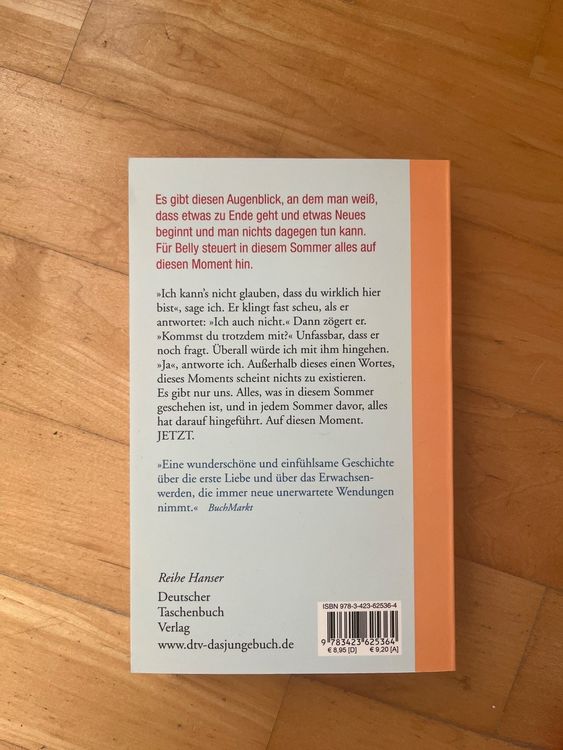 Es gibt diesen Augenblick, an dem man weiß,
dass etwas zu Ende geht und etwas Neues
beginnt und man nichts dagegen tun kann.
Für Belly steuert in diesem Sommer alles auf
diesen Moment hin.
»Ich kann's nicht glauben, dass du wirklich hier
bist«, sage ich. Er klingt fast scheu, als er
antwortet: »Ich auch nicht.« Dann zögert er.
»Kommst du trotzdem mit?« Unfassbar, dass er
noch fragt. Überall würde ich mit ihm hingehen.
»Ja«, antworte ich. Außerhalb dieses einen Wortes,
dieses Moments scheint nichts zu existieren.
Es gibt nur uns. Alles, was in diesem Sommer
geschehen ist, und in jedem Sommer davor, alles
hat darauf hingeführt. Auf diesen Moment.
JETZT.
»Eine wunderschöne und einfühlsame Geschichte
über die erste Liebe und über das Erwachsen-
werden, die immer neue unerwartete Wendungen
nimmt.« BuchMarkt
Reihe Hanser
Deutscher
Taschenbuch
Verlag
www.dtv-dasjungebuch.de
ISBN 978-3-423-62536-4
9 783423 625364
€ 8,95 [D] € 9,20 [A]